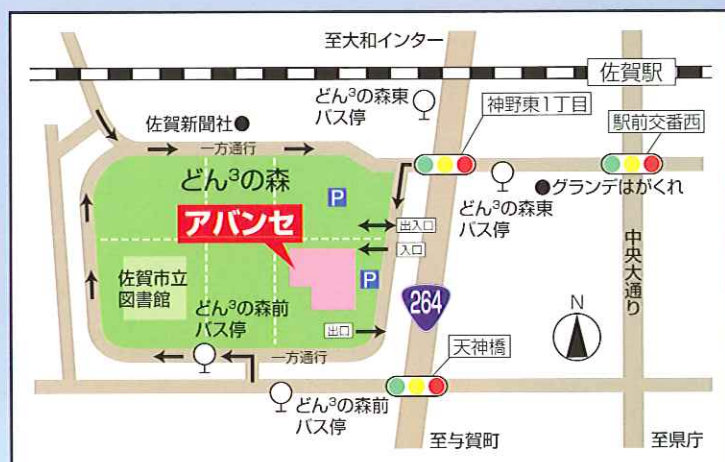 至大和インター
佐賀駅
どん³の森東
バス停
神野東1丁目
駅前交番西
佐賀新聞社
一方通行
どん³の森
P
グランデはがくれ
どん³の森東
バス停
アバンセ
出入口
入口
中央大通り
佐賀市立
図書館
P
264
どん³の森前
バス停
出口
N
天神橋
一方通行
どん³の森前
バス停
至与賀町
至県庁